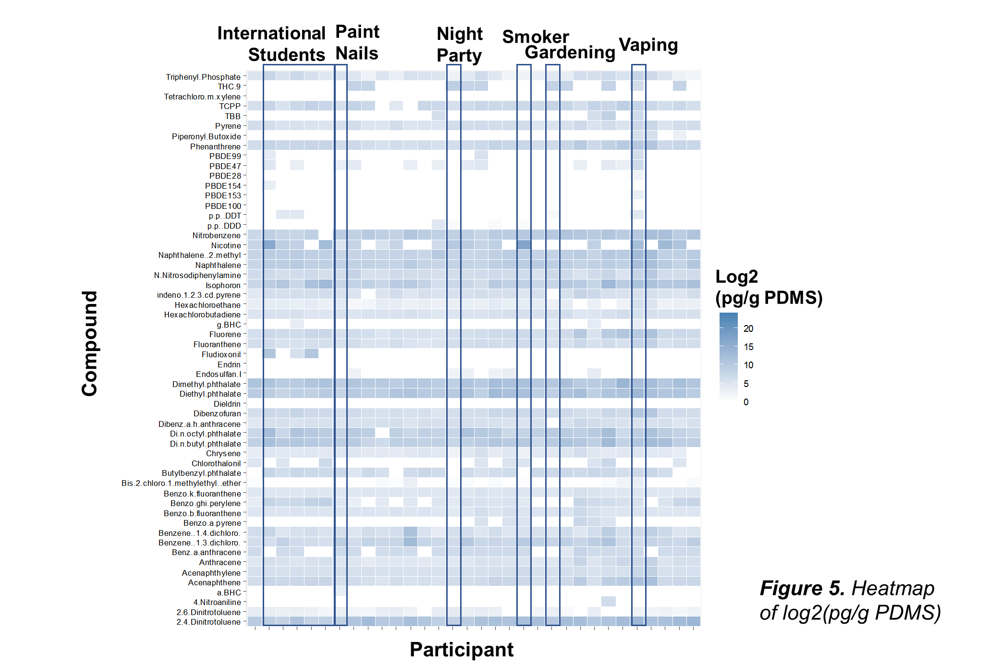 International
Students
Paint
Nails
Night
Party
Smoker
Gardening
Vaping
Triphenyl.Phosphate
THC.9
Tetrachloro.m.xylene
TCPP
TBB
Pyrene
Piperonyl.Butoxide
Phenanthrene
PBDE99
PBDE47
PBDE28
PBDE154
PBDE153
PBDE100
p.p..DDT
p.p..DDD
Nitrobenzene
Nicotine
Naphthalene..2.methyl
Naphthalene
N.Nitrosodiphenylamine
Isophoron
indeno.1.2.3.cd.pyrene
Hexachloroethane
Hexachlorobutadiene
g.BHC
Fluorene
Fluoranthene
Fludioxonil
Endrin
Endosulfan.I
Dimethyl.phthalate
Diethyl.phthalate
Dieldrin
Dibenzofuran
Dibenz.a.h.anthracene
Di.n.octyl.phthalate
Di.n.butyl.phthalate
Chrysene
Chlorothalonil
Butylbenzyl.phthalate
Bis.2.chloro.1.methylethyl..ether
Benzo.k.fluoranthene
Benzo.ghi.perylene
Benzo.b.fluoranthene
Benzo.a.pyrene
Benzene..1.4.dichloro.
Benzene..1.3.dichloro.
Benz.a.anthracene
Anthracene
Acenaphthylene
Acenaphthene
a.BHC
4.Nitroaniline
2.6.Dinitrotoluene
2.4.Dinitrotoluene
Compound
Participant
Log2
(pg/g PDMS)
20
15
10
5
0
Figure 5. Heatmap
of log2(pg/g PDMS)